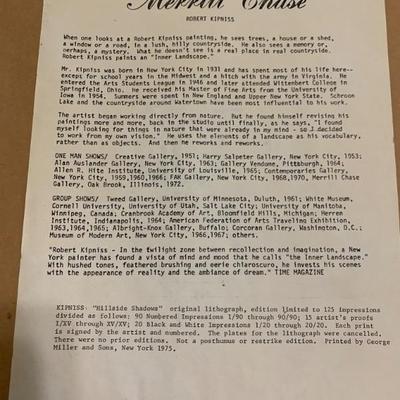 Merrill Chase
ROBERT KIPNISS
When one looks at a Robert Kipniss painting, he sees trees, a house or a shed,
a window or a road, in a lush, hilly countryside. He also sees a memory or,
perhaps, a mystery. What he doesn't see is a real place or real country.
Robert Kipniss paints an "Inner Landscape."
Mr. Kipniss was born in New York City in 1931 and has spent most of his life here--
except for school years in the Midwest and a hitch with the army in Virginia. He
entered the Arts Students League in 1946 and later attended Wittenberf College in
Springfield, Ohio. He received his Master of Fine Arts from the University of
Iowa in 1954. Summers were spent in New England and Upper New York State. Schroon
Lake and the countryside around Watertown have been most influential to his work.
The artist began working directly from nature. But he found himself revising his
paintings more and more, back in the studio until finally, as he says, "I found
myself looking for things in nature that were already in my mind - so I decided
to work from my own vision." He uses the elements of a landscape as his vocabulary,
rather than as objects. And then he reworks and reworks.
ONE MAN SHOWS/ Creative Gallery, 1951; Harry Salpeter Gallery, New York City, 1953;
Alan Auslander Gallery, New York City, 1963; Gallery Vendome, Pittsburgh, 1964;
Allen R. Hite Institute, University of Louisville, 1965; Contemporaries Gallery,
New York City, 1959,1960,1966; FAR Gallery, New York City, 1968,1970, Merrill Chase
Gallery, Oak Brook, Illinois, 1972.
GROUP SHOWS/ Tweed Gallery, University of Minnesota, Duluth, 1951; White Museum,
Cornell University, University of Utah, Salt Lake City; University of Manitoba,
Winnipeg, Canada; Cranbrook Academy of Art, Bloomfield Hills, Michigan; Herren
Institute, Indianapolis, 1964; American Federation of Arts Traveling Exhibition,
1963,1964,1965; Albright-Knox Gallery, Buffalo; Corcoran Gallery, Washington, D.C.;
Museum of Modern Art, New York City, 1966,1967; others.
"Robert Kipniss - In the twilight zone between recollection and imagination, a New
York painter has found a vista of mind and mood that he calls "the Inner Landscape."
With hushed tones, feathered brushing and eerie chiaroscuro, he invests his scenes
with the appearance of reality and the ambiance of dream." TIME MAGAZINE
KIPNISS: "Hillside Shadows" original lithograph, edition limited to 125 impressions
divided as follows: 90 Numbered Impressions 1/90 through 90/90; 15 artist's proofs
I/XV through XV/XV; 20 Black and White Impressions 1/20 through 20/20. Each print
is signed by the artist and numbered. The plates for the lithograph were cancelled.
There were no prior editions. Not a posthumus or restrike edition. Printed by George
Miller and Sons, New York 1975.